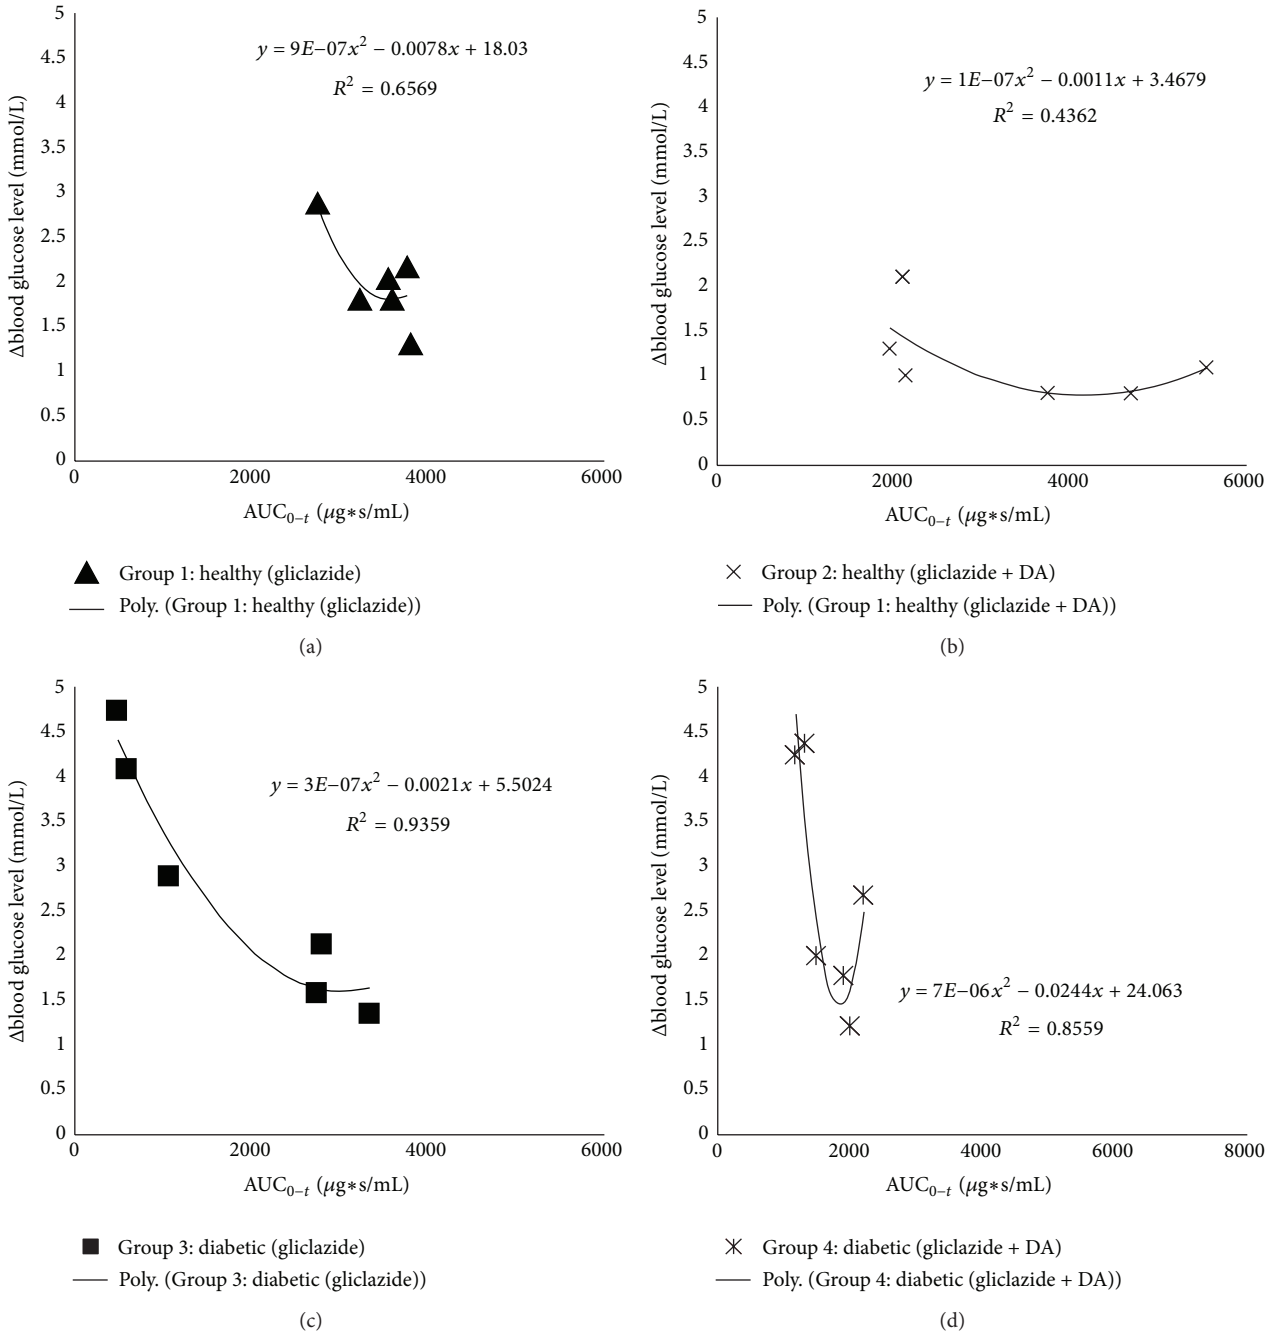 5
4.5
4
3.5
3
2.5
2
1.5
1
0.5
0
Δblood glucose level (mmol/L)
y = 9E−07x² − 0.0078x + 18.03
R² = 0.6569
0 2000 4000 6000
AUC₀₋ₜ (μg∗s/mL)
Group 1: healthy (gliclazide)
Poly. (Group 1: healthy (gliclazide))
(a)
5
4.5
4
3.5
3
2.5
2
1.5
1
0.5
0
Δblood glucose level (mmol/L)
y = 1E−07x² − 0.0011x + 3.4679
R² = 0.4362
0 2000 4000 6000
AUC₀₋ₜ (μg∗s/mL)
Group 2: healthy (gliclazide + DA)
Poly. (Group 1: healthy (gliclazide + DA))
(b)
5
4.5
4
3.5
3
2.5
2
1.5
1
0.5
0
Δblood glucose level (mmol/L)
y = 3E−07x² − 0.0021x + 5.5024
R² = 0.9359
0 2000 4000 6000
AUC₀₋ₜ (μg∗s/mL)
Group 3: diabetic (gliclazide)
Poly. (Group 3: diabetic (gliclazide))
(c)
5
4.5
4
3.5
3
2.5
2
1.5
1
0.5
0
Δblood glucose level (mmol/L)
y = 7E−06x² − 0.0244x + 24.063
R² = 0.8559
0 2000 4000 6000 8000
AUC₀₋ₜ (μg∗s/mL)
Group 4: diabetic (gliclazide + DA)
Poly. (Group 4: diabetic (gliclazide + DA))
(d)